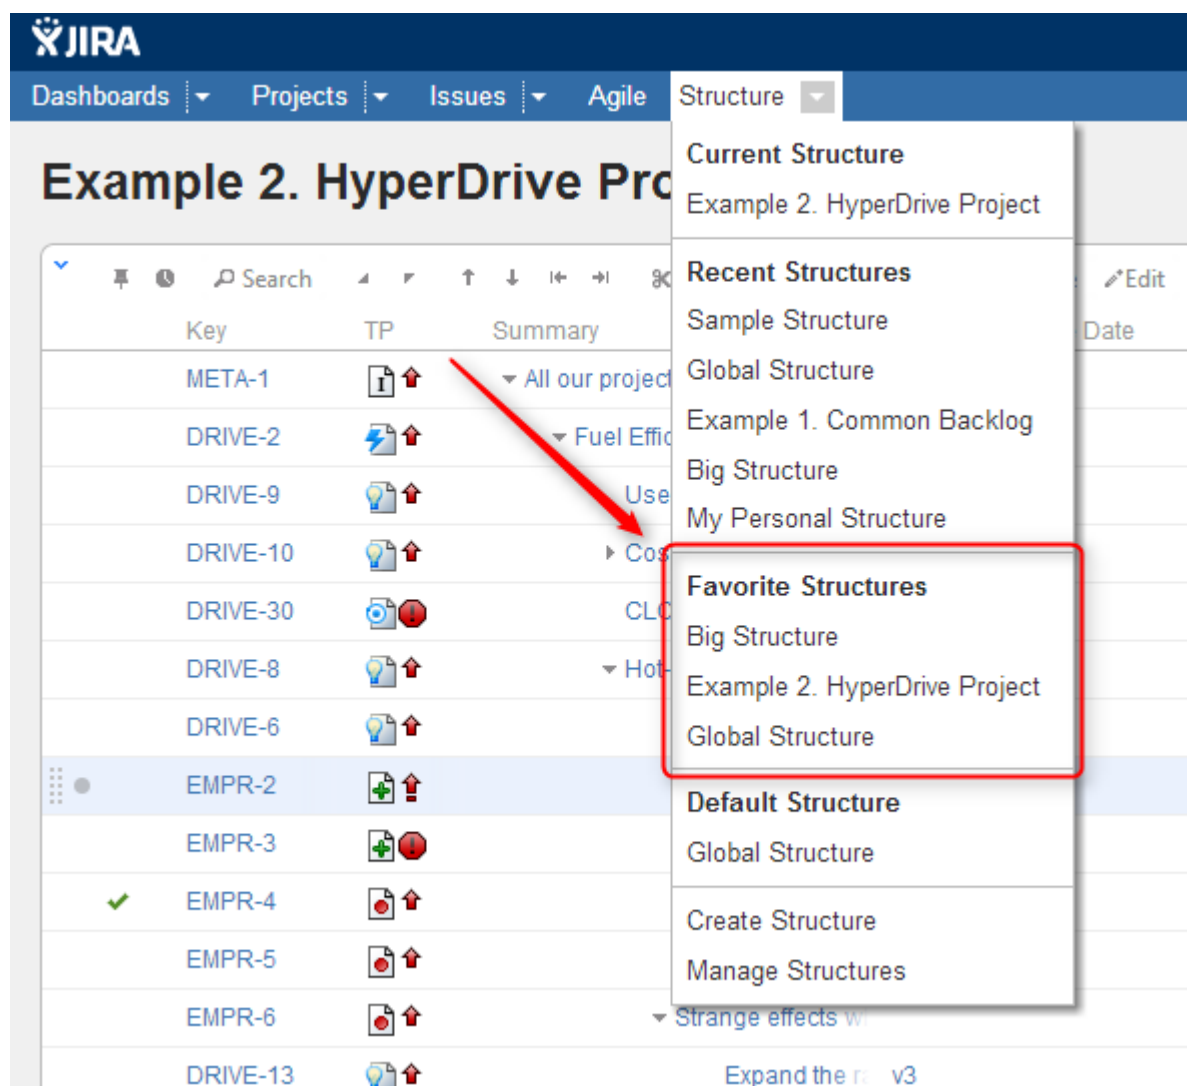 JIRA
Dashboards Projects Issues Agile Structure
Example 2. HyperDrive Pro
Search Edit
Key TP Summary Date
META-1 All our project
DRIVE-2 Fuel Effic
DRIVE-9 Use
DRIVE-10 Cos
DRIVE-30 CLO
DRIVE-8 Hot-
DRIVE-6
EMPR-2
EMPR-3
EMPR-4
EMPR-5
EMPR-6 Strange effects w
DRIVE-13 Expand the ra v3
Current Structure
Example 2. HyperDrive Project
Recent Structures
Sample Structure
Global Structure
Example 1. Common Backlog
Big Structure
My Personal Structure
Favorite Structures
Big Structure
Example 2. HyperDrive Project
Global Structure
Default Structure
Global Structure
Create Structure
Manage Structures